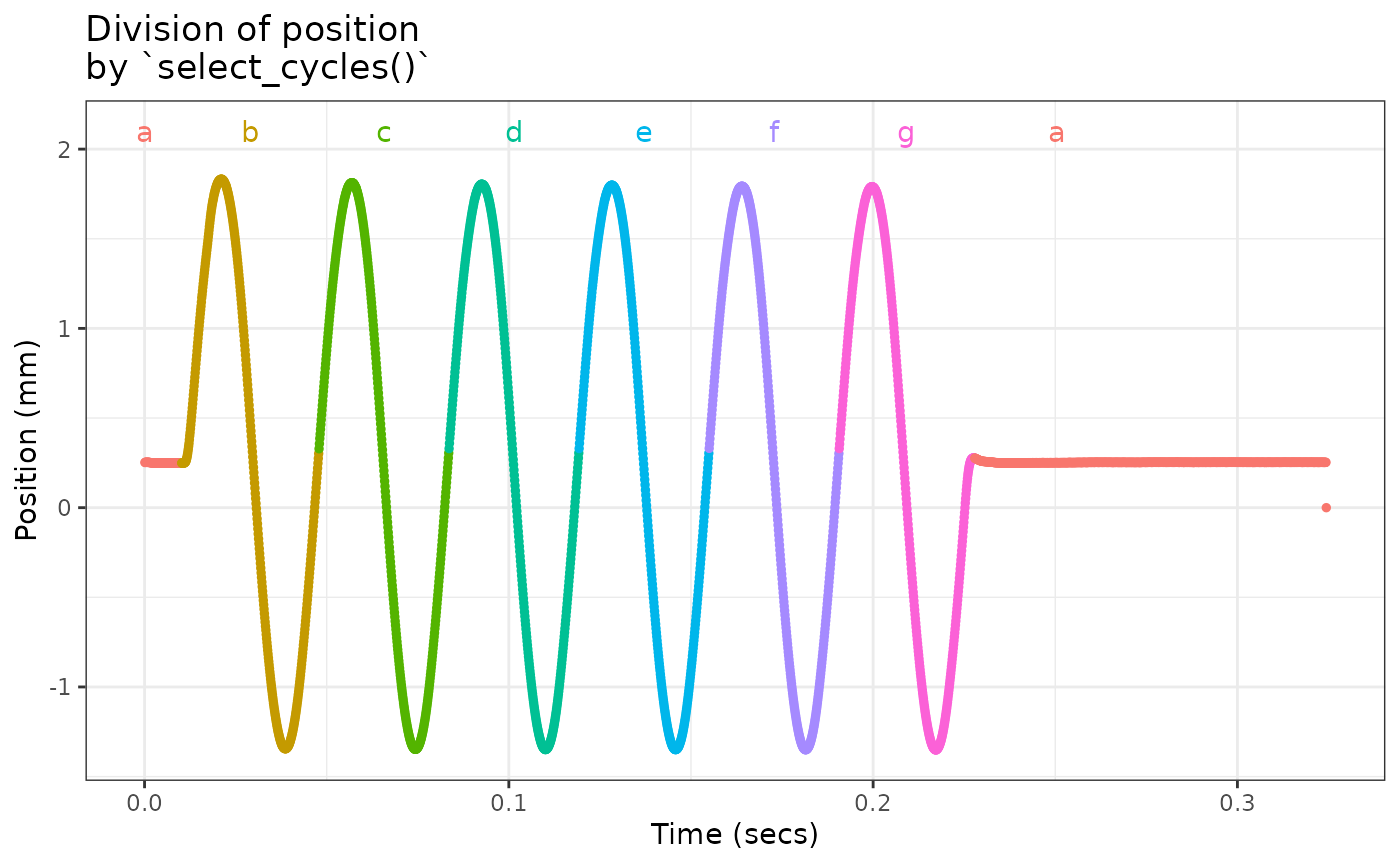 Division of position
by `select_cycles()`
a b c d e f g a
2
1
0
-1
Position (mm)
0.0 0.1 0.2 0.3
Time (secs)